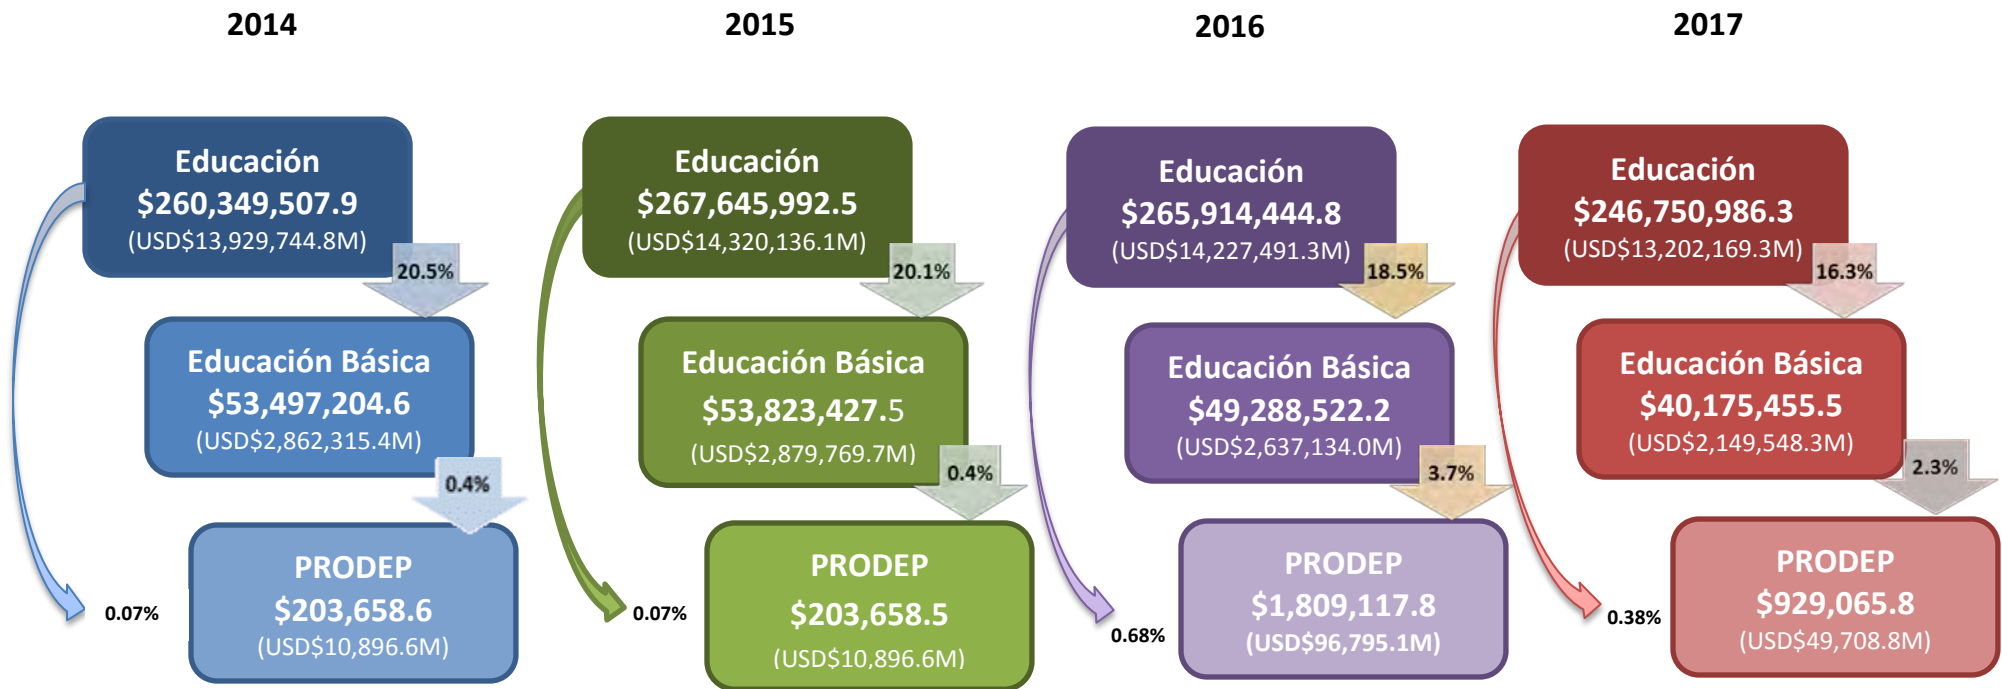 2014
Educación
$260,349,507.9
(USD$13,929,744.8M)
20.5%
Educación Básica
$53,497,204.6
(USD$2,862,315.4M)
0.4%
PRODEP
$203,658.6
(USD$10,896.6M)
0.07%
2015
Educación
$267,645,992.5
(USD$14,320,136.1M)
20.1%
Educación Básica
$53,823,427.5
(USD$2,879,769.7M)
0.4%
PRODEP
$203,658.5
(USD$10,896.6M)
0.07%
2016
Educación
$265,914,444.8
(USD$14,227,491.3M)
18.5%
Educación Básica
$49,288,522.2
(USD$2,637,134.0M)
3.7%
PRODEP
$1,809,117.8
(USD$96,795.1M)
0.68%
2017
Educación
$246,750,986.3
(USD$13,202,169.3M)
16.3%
Educación Básica
$40,175,455.5
(USD$2,149,548.3M)
2.3%
PRODEP
$929,065.8
(USD$49,708.8M)
0.38%